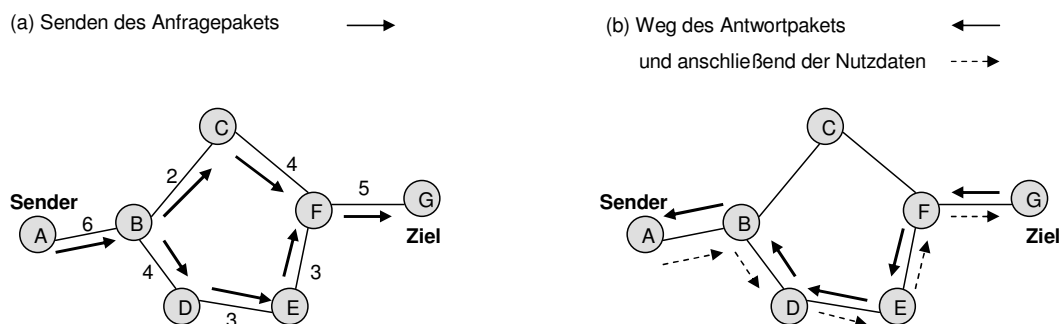 (a) Senden des Anfragepakets
C
2
4
5
Sender
A
6
B
F
G
Ziel
4
3
D
E
3
(b) Weg des Antwortpakets
und anschließend der Nutzdaten
C
Sender
A
B
F
G
Ziel
D
E